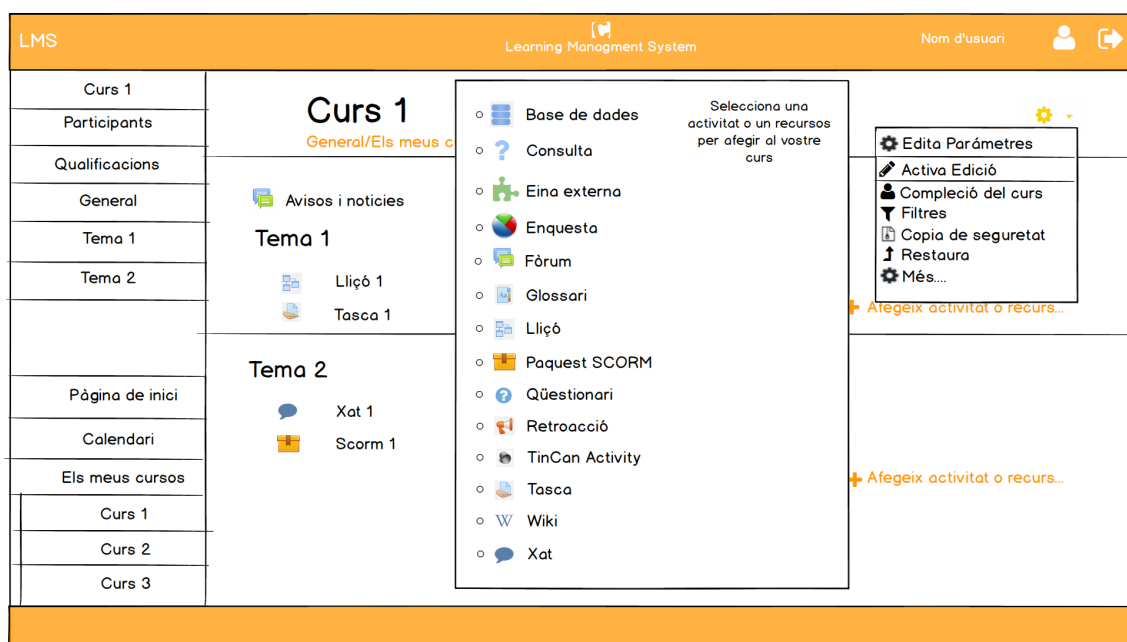 LMS
[C]
Learning Managment System
Nom d'usuari
Curs 1
Participants
Qualificacions
General
Tema 1
Tema 2
Pàgina de inici
Calendari
Els meus cursos
Curs 1
Curs 2
Curs 3
Curs 1
General/Els meus c
Avisos i noticies
Tema 1
Lliçó 1
Tasca 1
Tema 2
Xat 1
Scorm 1
Base de dades
Consulta
Eina externa
Enquesta
Fòrum
Glossari
Lliçó
Paquest SCORM
Qüestionari
Retroacció
TinCan Activity
Tasca
W Wiki
Xat
Selecciona una
activitat o un recursos
per afegir al vostre
curs
Edita Parámetres
Activa Edició
Compleció del curs
Filtres
Copia de seguretat
Restaura
Més....
Afegeix activitat o recurs...
Afegeix activitat o recurs...